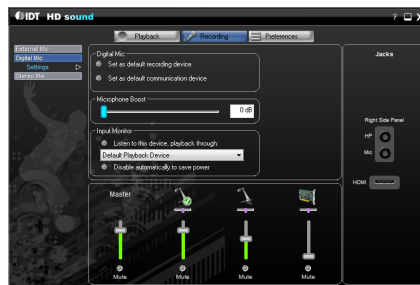 IDT HD sound
?
Playback
Recording
Preferences
External Mic
Digital Mic
Settings
Stereo Mix
Digital Mic
Set as default recording device
Set as default communication device
Microphone Boost
0 dB
Input Monitor
Listen to this device, playback through:
Default Playback Device
Disable automatically to save power
Jacks
Right Side Panel
HP
Mic
HDMI
Master
Mute
Mute
Mute
Mute